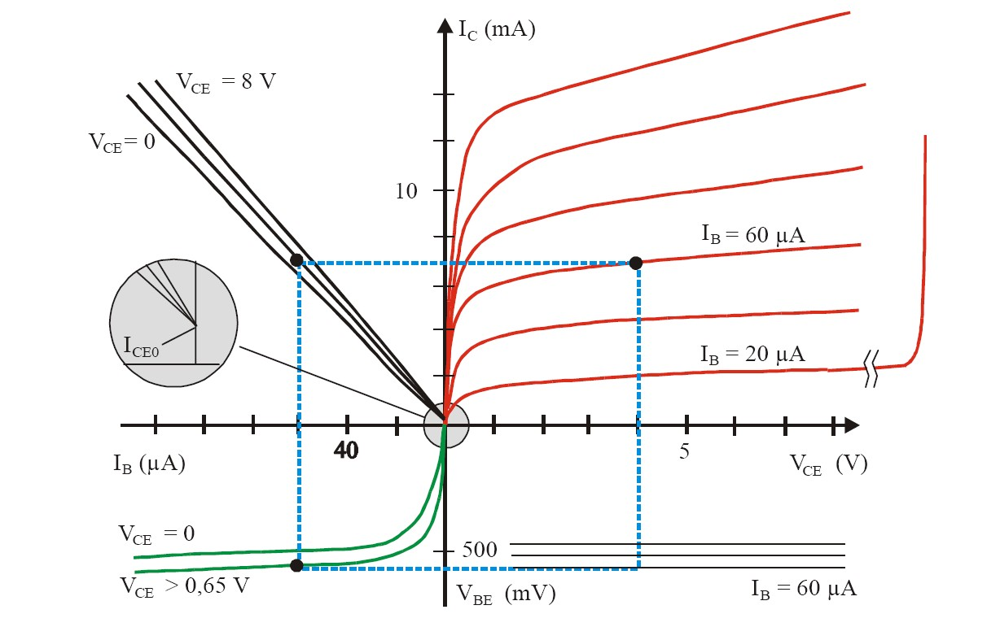 I_C (mA)
V_CE = 8 V
V_CE = 0
10
I_B = 60 µA
I_CE0
I_B = 20 µA
40
5
I_B (µA)
V_CE (V)
V_CE = 0
500
V_CE > 0,65 V
V_BE (mV)
I_B = 60 µA